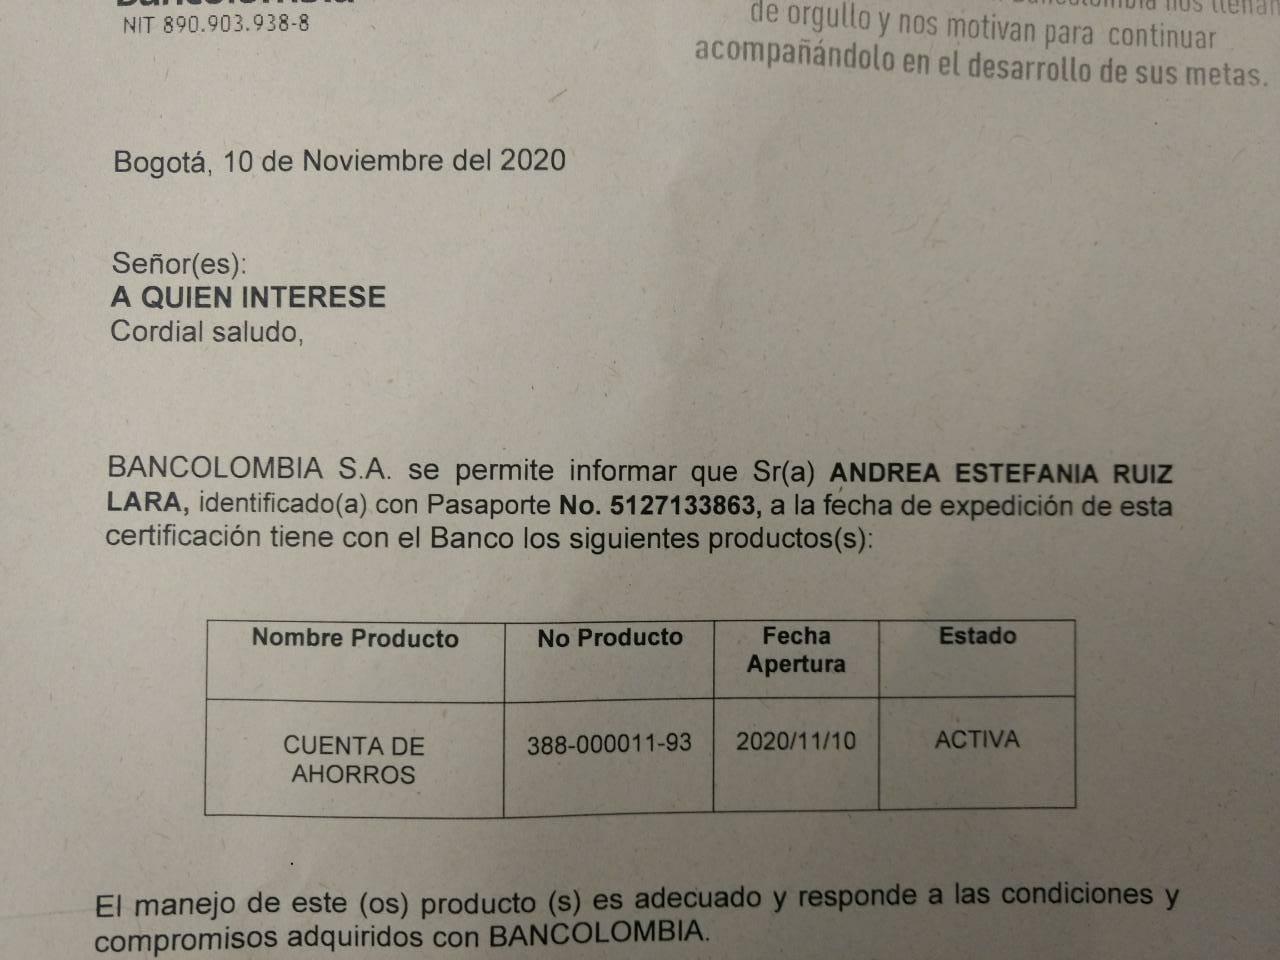 NIT 890.903.938-8
de orgullo y nos motivan para continuar
acompañándolo en el desarrollo de sus metas.
Bogotá, 10 de Noviembre del 2020
Señor(es):
A QUIEN INTERESE
Cordial saludo,
BANCOLOMBIA S.A. se permite informar que Sr(a) ANDREA ESTEFANIA RUIZ
LARA, identificado(a) con Pasaporte No. 5127133863, a la fecha de expedición de esta
certificación tiene con el Banco los siguientes productos(s):
Nombre Producto No Producto Fecha Apertura Estado
CUENTA DE AHORROS 388-000011-93 2020/11/10 ACTIVA
El manejo de este (os) producto (s) es adecuado y responde a las condiciones y
compromisos adquiridos con BANCOLOMBIA.